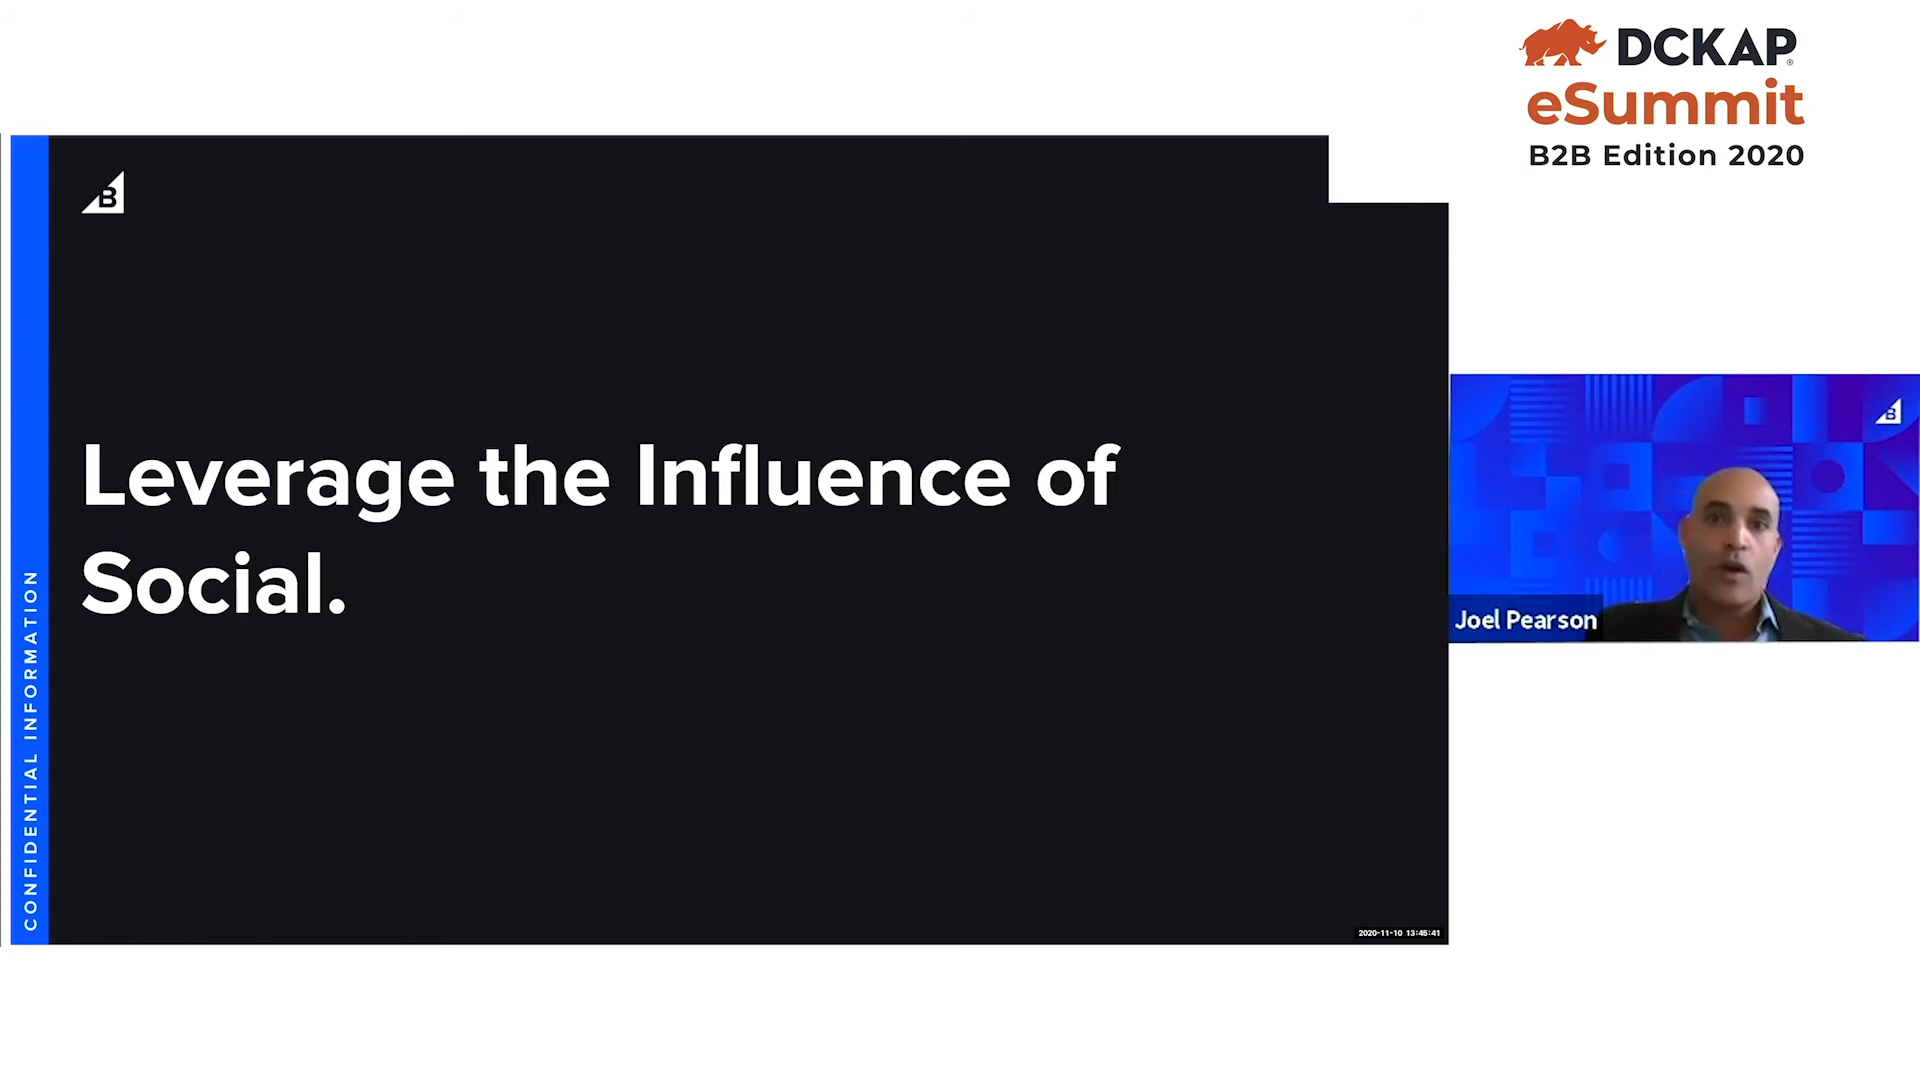 DCKAP
eSummit
B2B Edition 2020
B
Leverage the Influence of
Social.
CONFIDENTIAL INFORMATION
B
Joel Pearson
2020-11-10 13:45:41